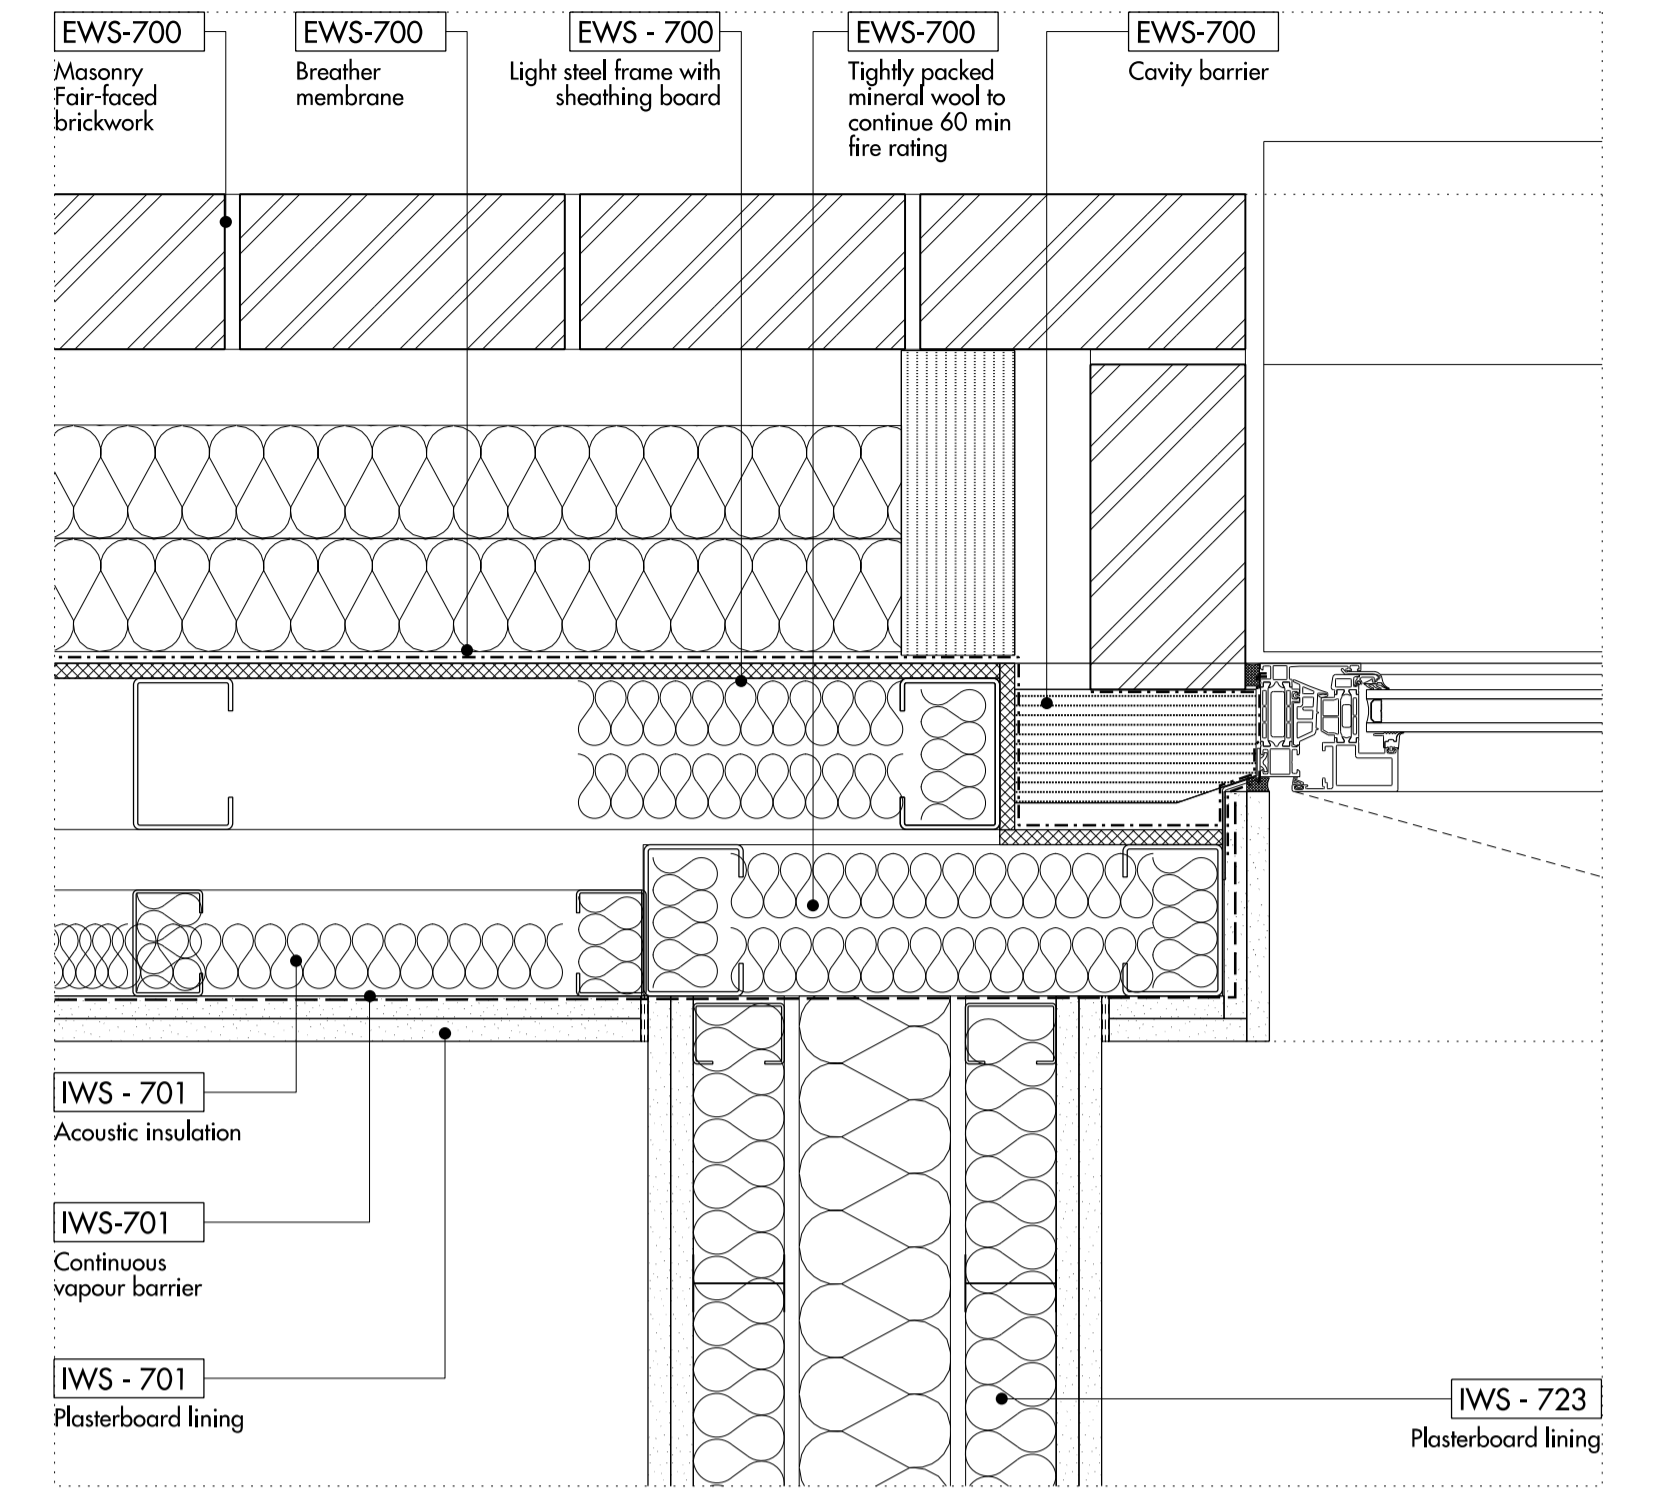 EWS-700
Masonry
Fair-faced
brickwork
EWS-700
Breather
membrane
EWS - 700
Light steel frame with
sheathing board
EWS-700
Tightly packed
mineral wool to
continue 60 min
fire rating
EWS-700
Cavity barrier
IWS - 701
Acoustic insulation
IWS-701
Continuous
vapour barrier
IWS - 701
Plasterboard lining
IWS - 723
Plasterboard lining